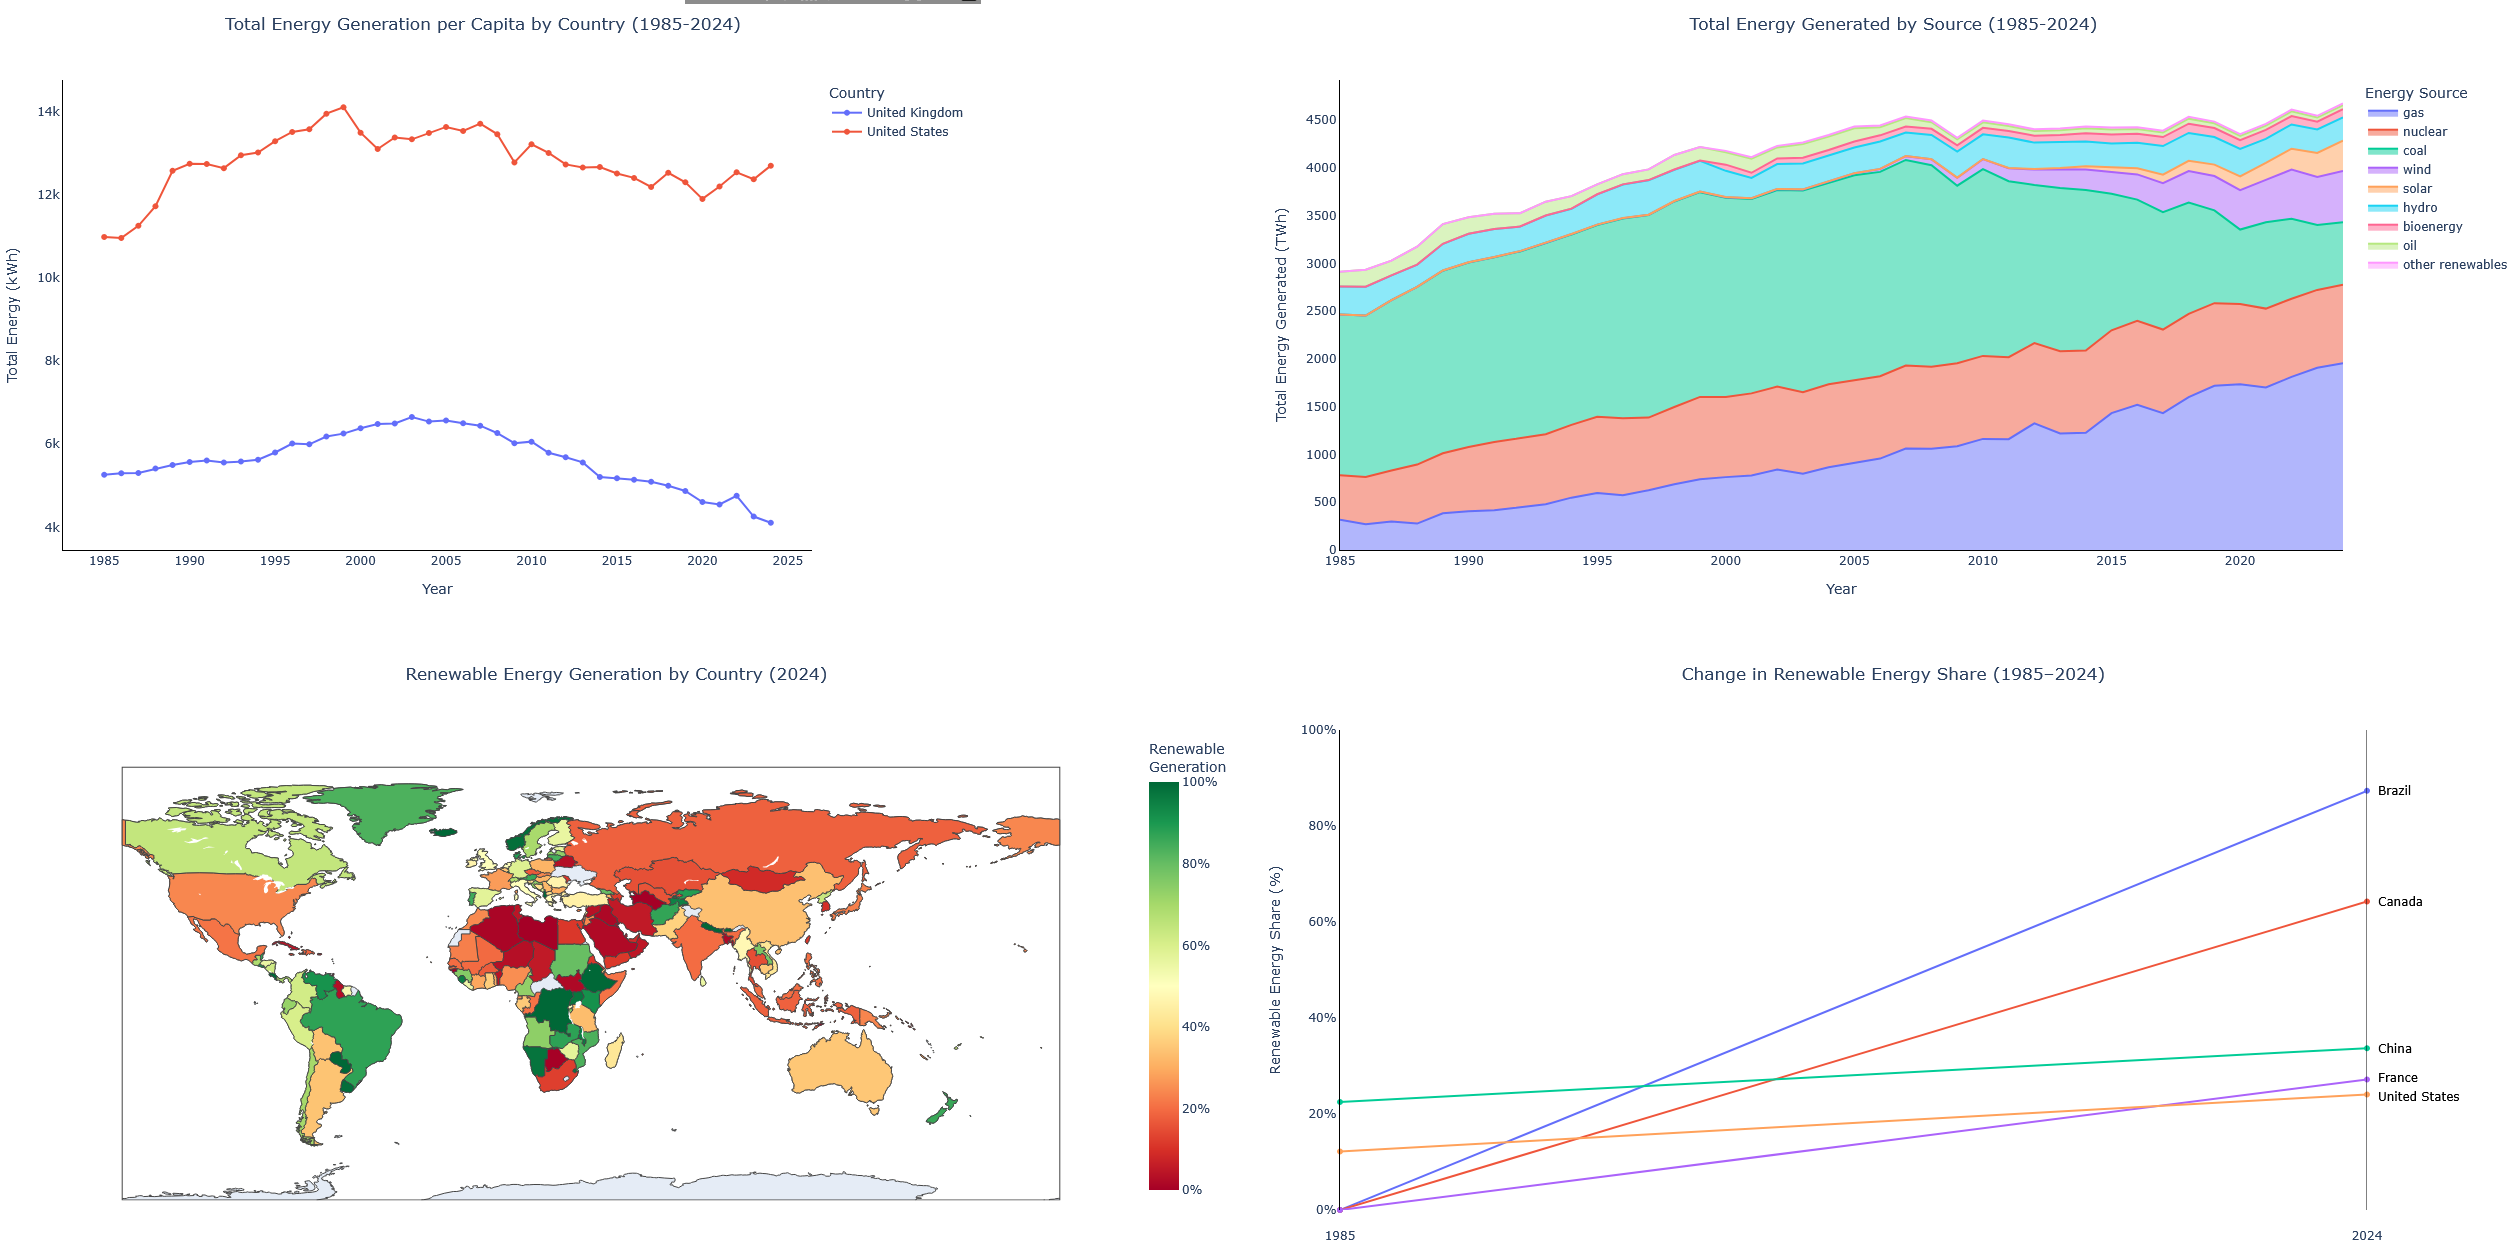 Total Energy Generation per Capita by Country (1985-2024)
Total Energy (kWh)
14k
12k
10k
8k
6k
4k
1985 1990 1995 2000 2005 2010 2015 2020 2025
Year
Country
United Kingdom
United States
Total Energy Generated by Source (1985-2024)
Total Energy Generated (TWh)
4500
4000
3500
3000
2500
2000
1500
1000
500
0
1985 1990 1995 2000 2005 2010 2015 2020
Year
Energy Source
gas
nuclear
coal
wind
solar
hydro
bioenergy
oil
other renewables
Renewable Energy Generation by Country (2024)
Renewable
Generation
100%
80%
60%
40%
20%
0%
Change in Renewable Energy Share (1985–2024)
Renewable Energy Share (%)
100%
80%
60%
40%
20%
0%
1985 2024
Brazil
Canada
China
France
United States